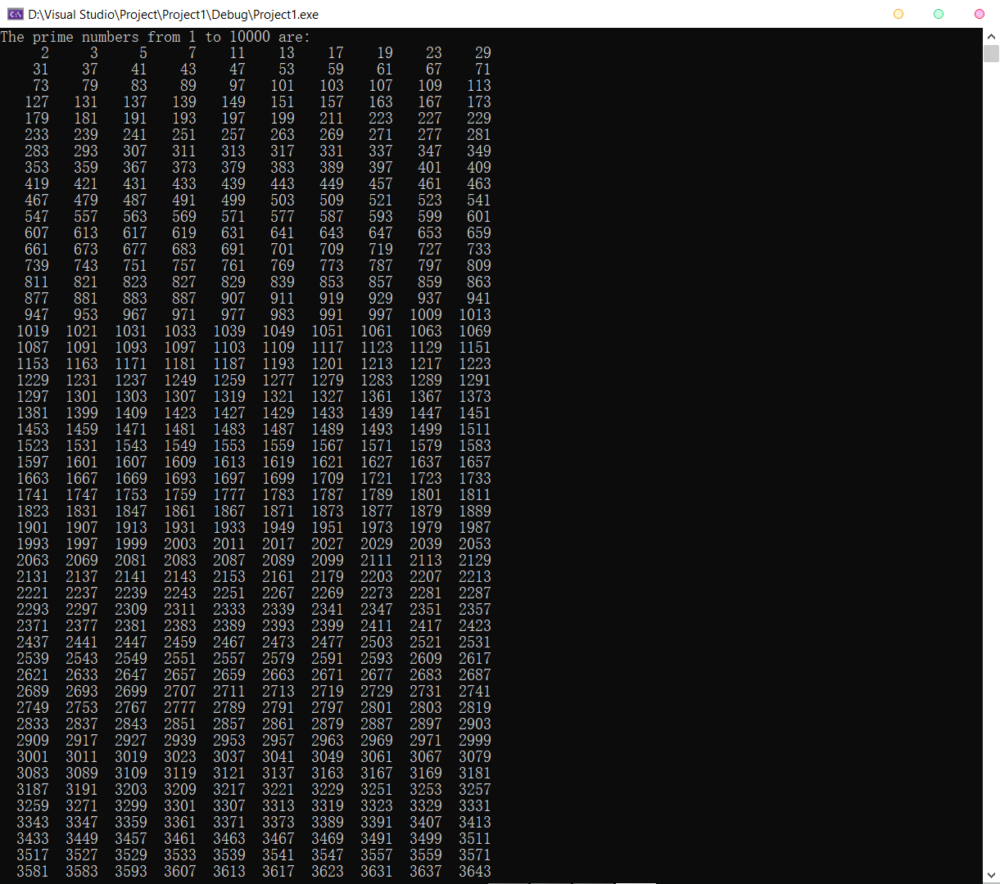 D:\Visual Studio\Project\Project1\Debug\Project1.exe
The prime numbers from 1 to 10000 are:
2 3 5 7 11 13 17 19 23 29
31 37 41 43 47 53 59 61 67 71
73 79 83 89 97 101 103 107 109 113
127 131 137 139 149 151 157 163 167 173
179 181 191 193 197 199 211 223 227 229
233 239 241 251 257 263 269 271 277 281
283 293 307 311 313 317 331 337 347 349
353 359 367 373 379 383 389 397 401 409
419 421 431 433 439 443 449 457 461 463
467 479 487 491 499 503 509 521 523 541
547 557 563 569 571 577 587 593 599 601
607 613 617 619 631 641 643 647 653 659
661 673 677 683 691 701 709 719 727 733
739 743 751 757 761 769 773 787 797 809
811 821 823 827 829 839 853 857 859 863
877 881 883 887 907 911 919 929 937 941
947 953 967 971 977 983 991 997 1009 1013
1019 1021 1031 1033 1039 1049 1051 1061 1063 1069
1087 1091 1093 1097 1103 1109 1117 1123 1129 1151
1153 1163 1171 1181 1187 1193 1201 1213 1217 1223
1229 1231 1237 1249 1259 1277 1279 1283 1289 1291
1297 1301 1303 1307 1319 1321 1327 1361 1367 1373
1381 1399 1409 1423 1427 1429 1433 1439 1447 1451
1453 1459 1471 1481 1483 1487 1489 1493 1499 1511
1523 1531 1543 1549 1553 1559 1567 1571 1579 1583
1597 1601 1607 1609 1613 1619 1621 1627 1637 1657
1663 1667 1669 1693 1697 1699 1709 1721 1723 1733
1741 1747 1753 1759 1777 1783 1787 1789 1801 1811
1823 1831 1847 1861 1867 1871 1873 1877 1879 1889
1901 1907 1913 1931 1933 1949 1951 1973 1979 1987
1993 1997 1999 2003 2011 2017 2027 2029 2039 2053
2063 2069 2081 2083 2087 2089 2099 2111 2113 2129
2131 2137 2141 2143 2153 2161 2179 2203 2207 2213
2221 2237 2239 2243 2251 2267 2269 2273 2281 2287
2293 2297 2309 2311 2333 2339 2341 2347 2351 2357
2371 2377 2381 2383 2389 2393 2399 2411 2417 2423
2437 2441 2447 2459 2467 2473 2477 2503 2521 2531
2539 2543 2549 2551 2557 2579 2591 2593 2609 2617
2621 2633 2647 2657 2659 2663 2671 2677 2683 2687
2689 2693 2699 2707 2711 2713 2719 2729 2731 2741
2749 2753 2767 2777 2789 2791 2797 2801 2803 2819
2833 2837 2843 2851 2857 2861 2879 2887 2897 2903
2909 2917 2927 2939 2953 2957 2963 2969 2971 2999
3001 3011 3019 3023 3037 3041 3049 3061 3067 3079
3083 3089 3109 3119 3121 3137 3163 3167 3169 3181
3187 3191 3203 3209 3217 3221 3229 3251 3253 3257
3259 3271 3299 3301 3307 3313 3319 3323 3329 3331
3343 3347 3359 3361 3371 3373 3389 3391 3407 3413
3433 3449 3457 3461 3463 3467 3469 3491 3499 3511
3517 3527 3529 3533 3539 3541 3547 3557 3559 3571
3581 3583 3593 3607 3613 3617 3623 3631 3637 3643